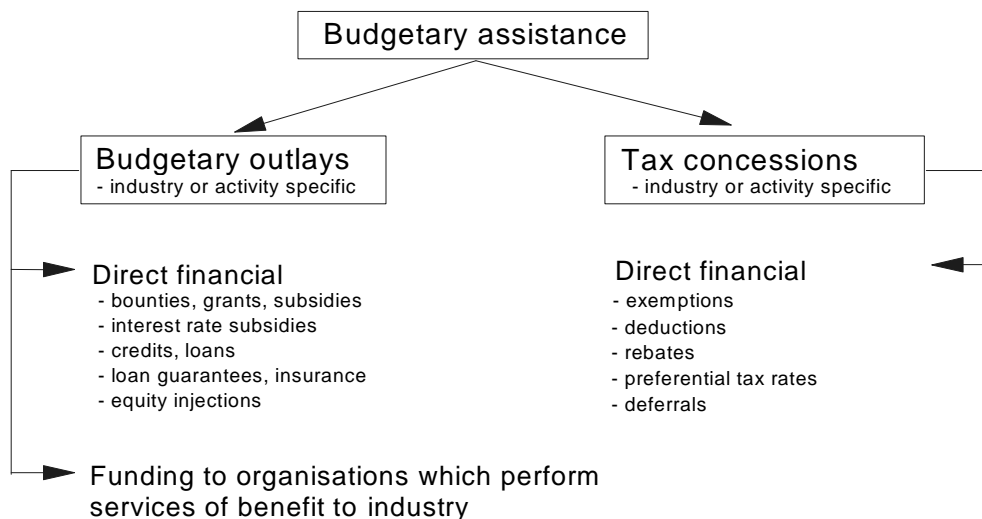 Budgetary assistance
Budgetary outlays
- industry or activity specific
Tax concessions
- industry or activity specific
Direct financial
- bounties, grants, subsidies
- interest rate subsidies
- credits, loans
- loan guarantees, insurance
- equity injections
Direct financial
- exemptions
- deductions
- rebates
- preferential tax rates
- deferrals
Funding to organisations which perform
services of benefit to industry